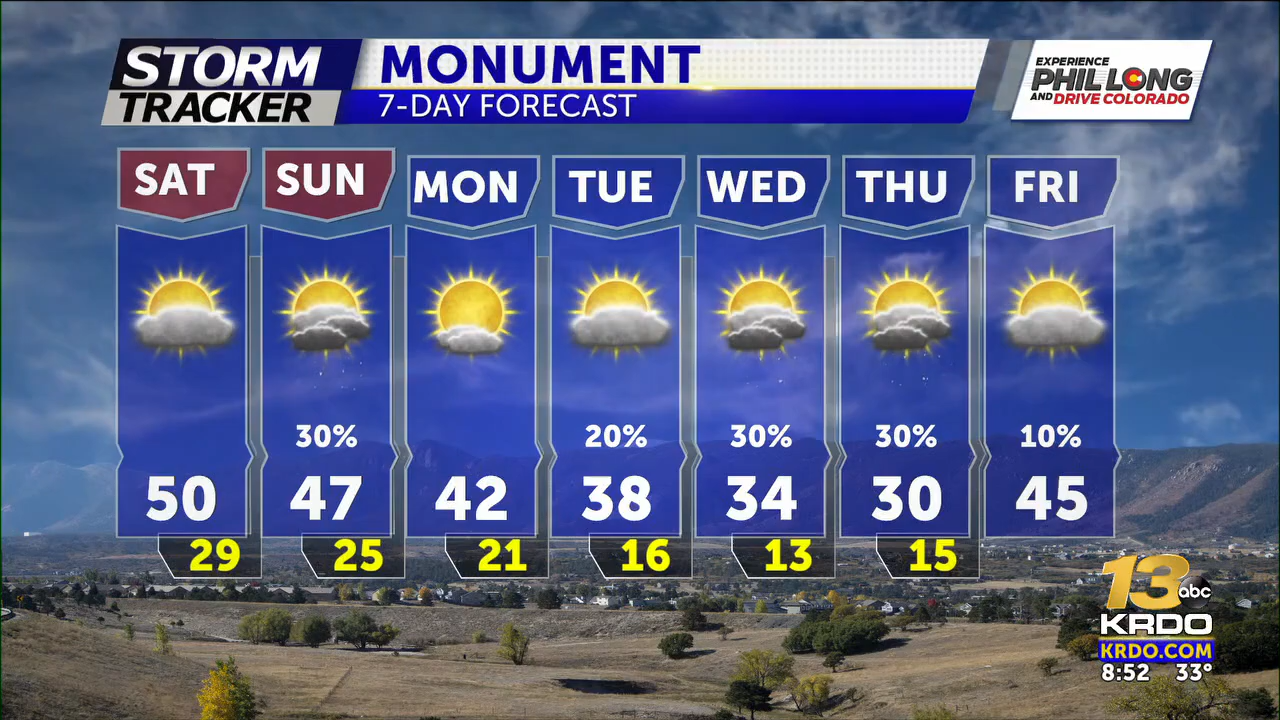 STORM
TRACKER
MONUMENT
7-DAY FORECAST
EXPERIENCE
PHIL LONG
AND DRIVE COLORADO
SAT SUN MON TUE WED THU FRI
30% 20% 30% 30% 10%
50 47 42 38 34 30 45
29 25 21 16 13 15
13 abc
KRDO
KRDO.COM
8:52 33°